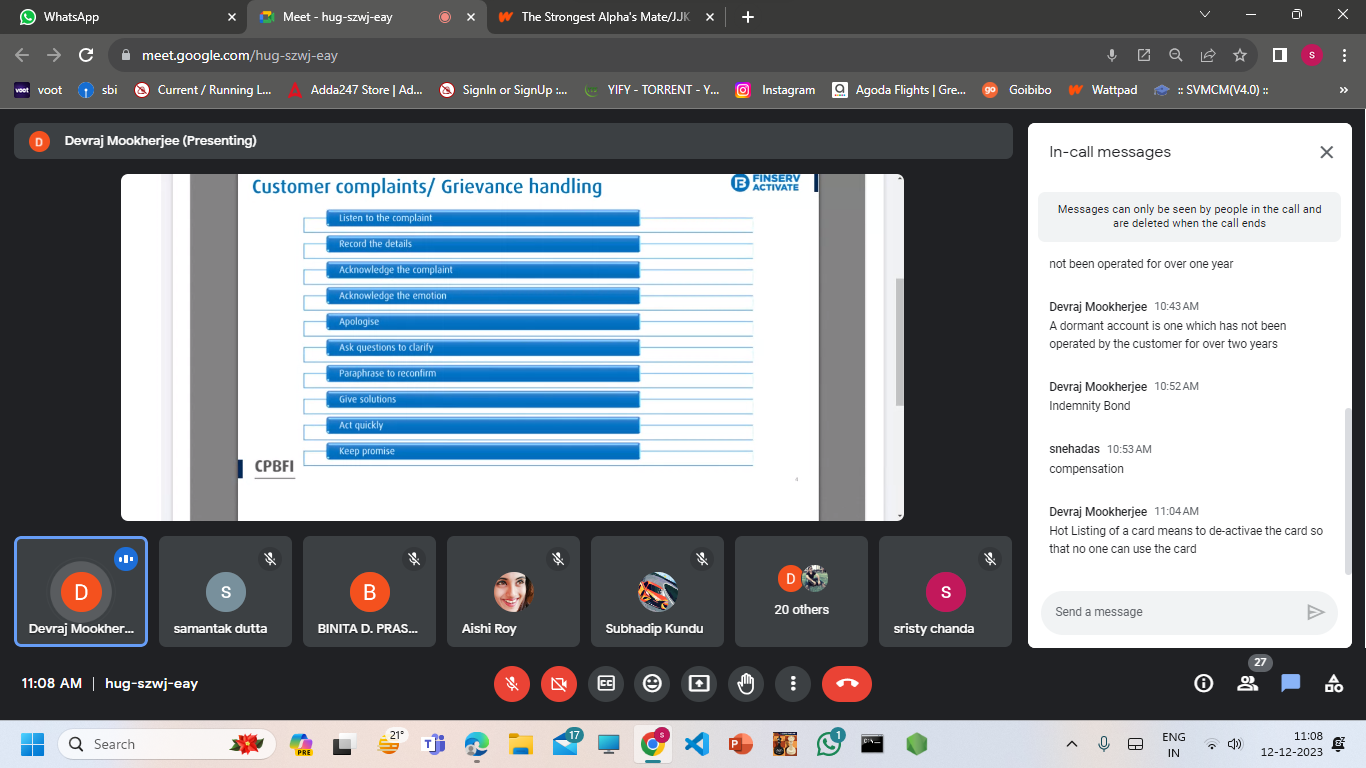 WhatsApp
Meet - hug-szwj-eay
The Strongest Alpha's Mate/JJK
meet.google.com/hug-szwj-eay
S
voot
voot
sbi
Current / Running L...
Adda247 Store | Ad...
SignIn or SignUp :...
YIFY - TORRENT - Y...
Instagram
Agoda Flights | Gre...
go
Goibibo
Wattpad
:: SVMCM(V4.0) ::
»
D
Devraj Mookherjee (Presenting)
Customer complaints/ Grievance handling
B FINSERV
ACTIVATE
Listen to the complaint
Record the details
Acknowledge the complaint
Acknowledge the emotion
Apologise
Ask questions to clarify
Paraphrase to reconfirm
Give solutions
Act quickly
Keep promise
CPBFI
In-call messages
Messages can only be seen by people in the call and
are deleted when the call ends
not been operated for over one year
Devraj Mookherjee 10:43 AM
A dormant account is one which has not been
operated by the customer for over two years
Devraj Mookherjee 10:52 AM
Indemnity Bond
snehadas 10:53 AM
compensation
Devraj Mookherjee 11:04 AM
Hot Listing of a card means to de-activae the card so
that no one can use the card
Send a message
D
Devraj Mookher...
s
samantak dutta
B
BINITA D. PRAS...
Aishi Roy
Subhadip Kundu
D
20 others
S
sristy chanda
11:08 AM | hug-szwj-eay
CC
27
Search
PRE
21°
17
S
1
ENG
IN
11:08
12-12-2023